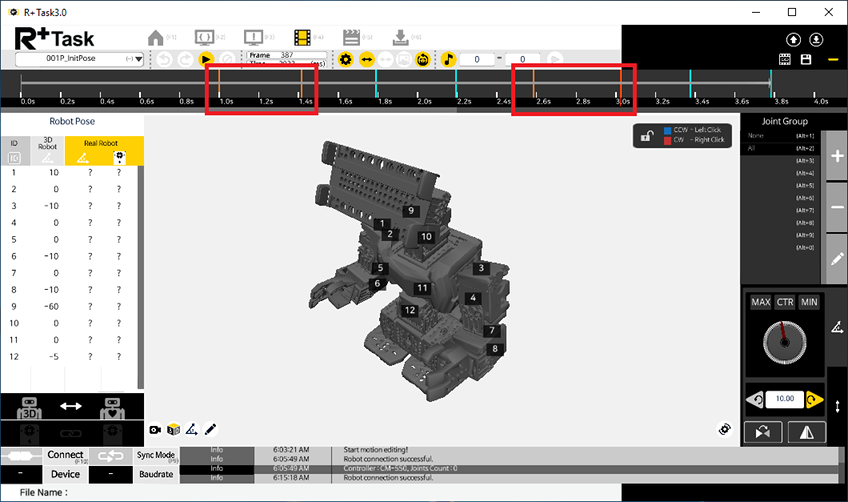 R+Task3.0
R+Task
(F1) (F2) (F3) (F4)
001P_InitPose (-)
Frame 387
0 - 0
0.0s 0.2s 0.4s 0.6s 0.8s 1.0s 1.2s 1.4s 1.6s 1.8s 2.0s 2.2s 2.4s 2.6s 2.8s 3.0s 3.2s 3.4s 3.6s 3.8s 4.0s
Robot Pose
ID 3D Robot Real Robot
ID
1 10 ? ?
2 0 ? ?
3 -10 ? ?
4 0 ? ?
5 0 ? ?
6 -10 ? ?
7 0 ? ?
8 -10 ? ?
9 -60 ? ?
10 0 ? ?
11 0 ? ?
12 -5 ? ?
3D
9
1
2
10
5
3
6
11
4
12
7
8
CCW - Left Click
CW - Right Click
Joint Group
None (Alt+1)
All (Alt+2)
(Alt+3)
(Alt+4)
(Alt+5)
(Alt+6)
(Alt+7)
(Alt+8)
(Alt+9)
(Alt+0)
MAX CTR MIN
10.00
Connect (F10) Sync Mode
Device - Baudrate -
Info 6:03:21 AM Start motion editing!
Info 6:05:49 AM Robot connection successful.
Info 6:05:49 AM Controller : CM-550, Joints Count : 0
Info 6:15:18 AM Robot connection successful.
File Name :